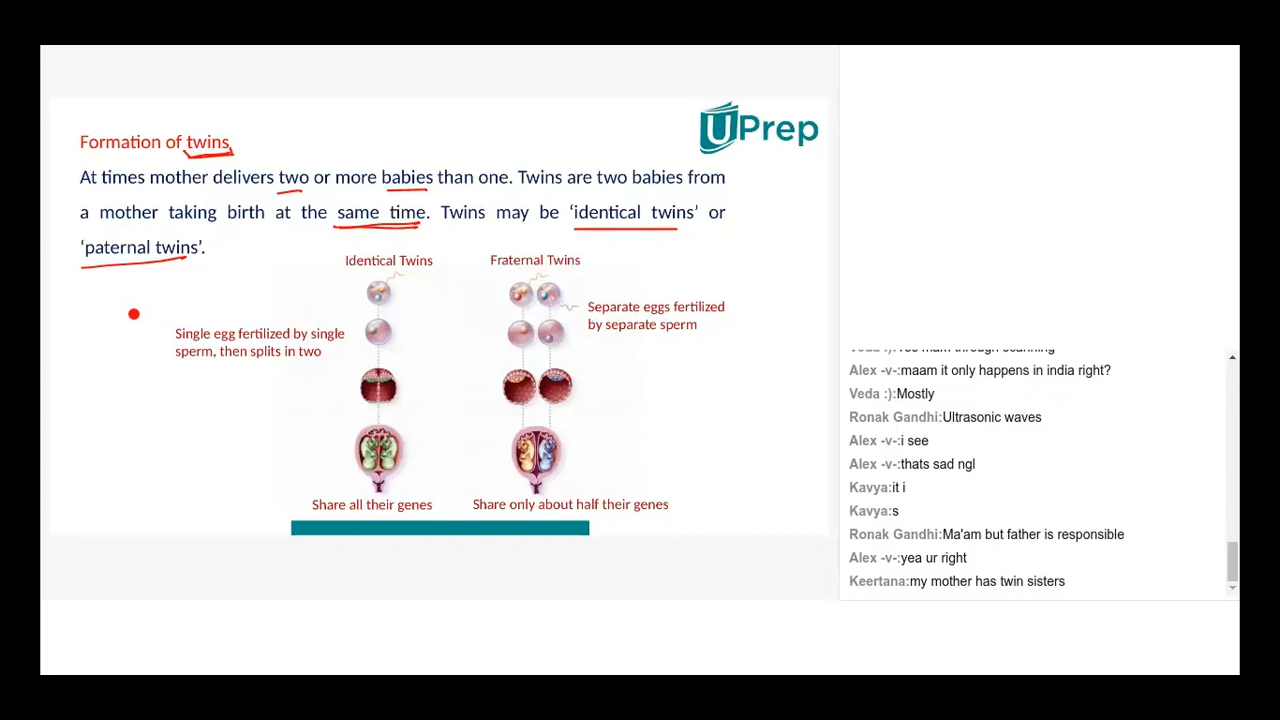 UPrep
Formation of twins
At times mother delivers two or more babies than one. Twins are two babies from
a mother taking birth at the same time. Twins may be ‘identical twins’ or
‘paternal twins’.
Identical Twins
Fraternal Twins
Single egg fertilized by single
sperm, then splits in two
Separate eggs fertilized
by separate sperm
Share all their genes
Share only about half their genes
Alex -v-:maam it only happens in india right?
Veda :):Mostly
Ronak Gandhi:Ultrasonic waves
Alex -v-:i see
Alex -v-:thats sad ngl
Kavya:it i
Kavya:s
Ronak Gandhi:Ma'am but father is responsible
Alex -v-:yea ur right
Keertana:my mother has twin sisters